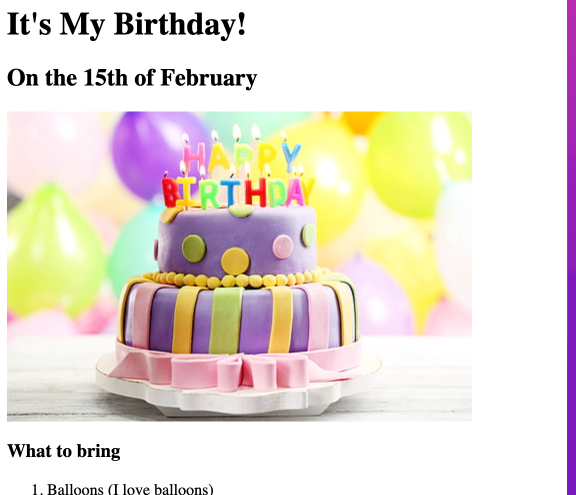 It's My Birthday!
On the 15th of February
HAPPY
BIRTHDAY
What to bring
1. Balloons (I love balloons)